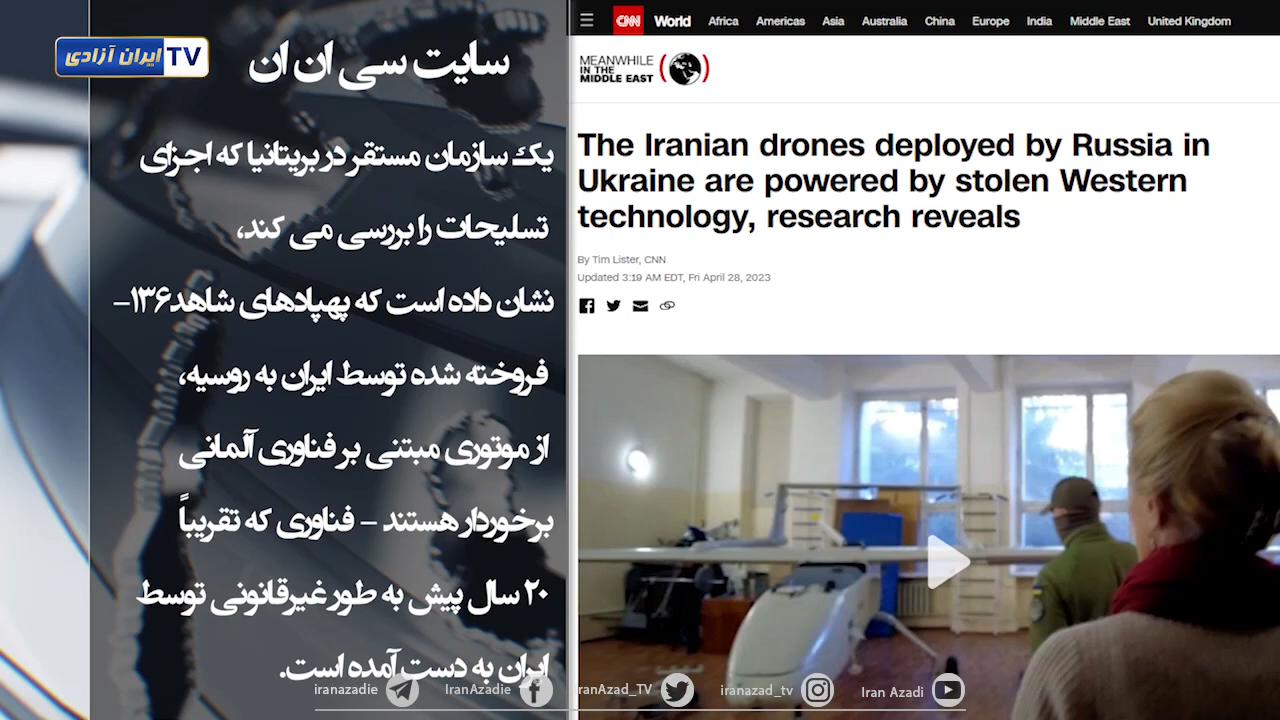 ایران آزادی TV
سایت سی ان ان
یک سازمان مستقر در بریتانیا که اجزای
تسلیحات را بررسی می کند،
نشان داده است که پهپادهای شاهد۱۳۶-
فروخته شده توسط ایران به روسیه،
از موتوری مبتنی بر فناوری آلمانی
برخوردار هستند - فناوری که تقریباً
۲۰ سال پیش به طور غیرقانونی توسط
ایران به دست آمده است.
CNN World Africa Americas Asia Australia China Europe India Middle East United Kingdom
MEANWHILE
IN THE
MIDDLE EAST
The Iranian drones deployed by Russia in
Ukraine are powered by stolen Western
technology, research reveals
By Tim Lister, CNN
Updated 3:19 AM EDT, Fri April 28, 2023
iranazadie IranAzadie IranAzad_TV iranazad_tv Iran Azadi